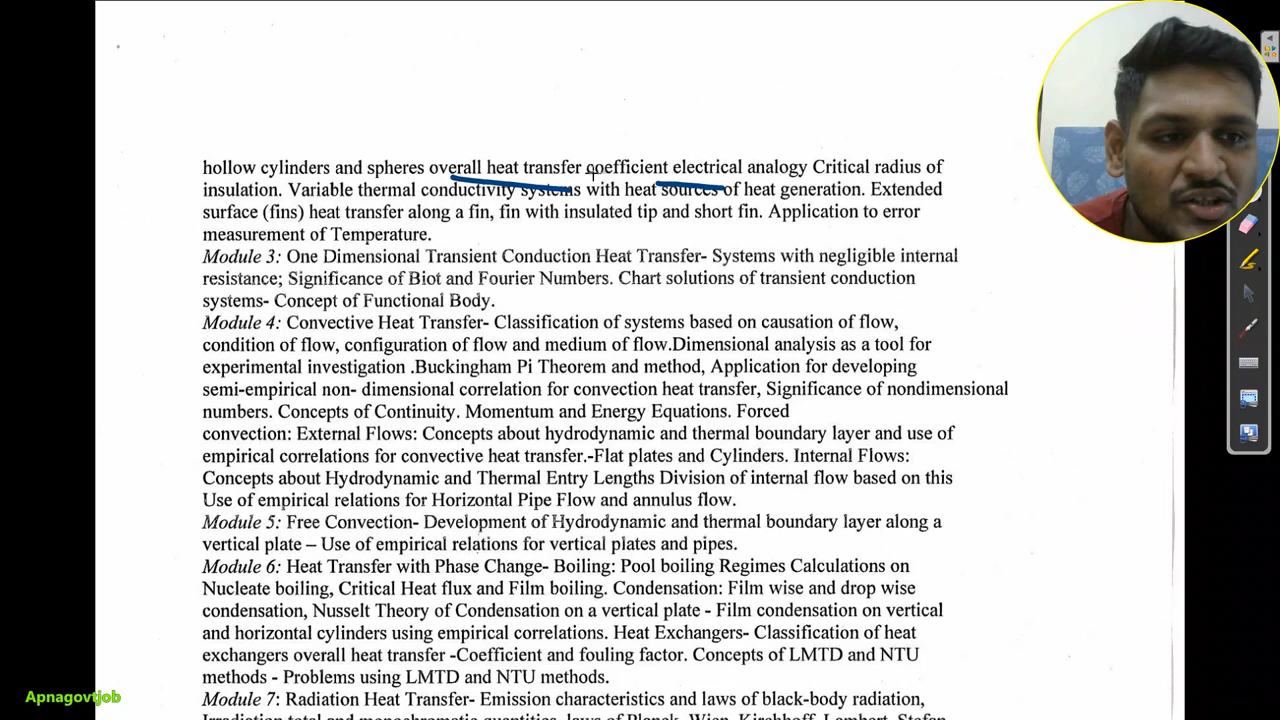 hollow cylinders and spheres overall heat transfer coefficient electrical analogy Critical radius of
insulation. Variable thermal conductivity systems with heat sources of heat generation. Extended
surface (fins) heat transfer along a fin, fin with insulated tip and short fin. Application to error
measurement of Temperature.
Module 3: One Dimensional Transient Conduction Heat Transfer- Systems with negligible internal
resistance; Significance of Biot and Fourier Numbers. Chart solutions of transient conduction
systems- Concept of Functional Body.
Module 4: Convective Heat Transfer- Classification of systems based on causation of flow,
condition of flow, configuration of flow and medium of flow.Dimensional analysis as a tool for
experimental investigation .Buckingham Pi Theorem and method, Application for developing
semi-empirical non- dimensional correlation for convection heat transfer, Significance of nondimensional
numbers. Concepts of Continuity. Momentum and Energy Equations. Forced
convection: External Flows: Concepts about hydrodynamic and thermal boundary layer and use of
empirical correlations for convective heat transfer.-Flat plates and Cylinders. Internal Flows:
Concepts about Hydrodynamic and Thermal Entry Lengths Division of internal flow based on this
Use of empirical relations for Horizontal Pipe Flow and annulus flow.
Module 5: Free Convection- Development of Hydrodynamic and thermal boundary layer along a
vertical plate – Use of empirical relations for vertical plates and pipes.
Module 6: Heat Transfer with Phase Change- Boiling: Pool boiling Regimes Calculations on
Nucleate boiling, Critical Heat flux and Film boiling. Condensation: Film wise and drop wise
condensation, Nusselt Theory of Condensation on a vertical plate - Film condensation on vertical
and horizontal cylinders using empirical correlations. Heat Exchangers- Classification of heat
exchangers overall heat transfer -Coefficient and fouling factor. Concepts of LMTD and NTU
methods - Problems using LMTD and NTU methods.
Module 7: Radiation Heat Transfer- Emission characteristics and laws of black-body radiation,
Irradiation total and monochromatic quantities, laws of Planck, Wien, Kirchhoff, Lambert, Stefan
Apnagovtjob